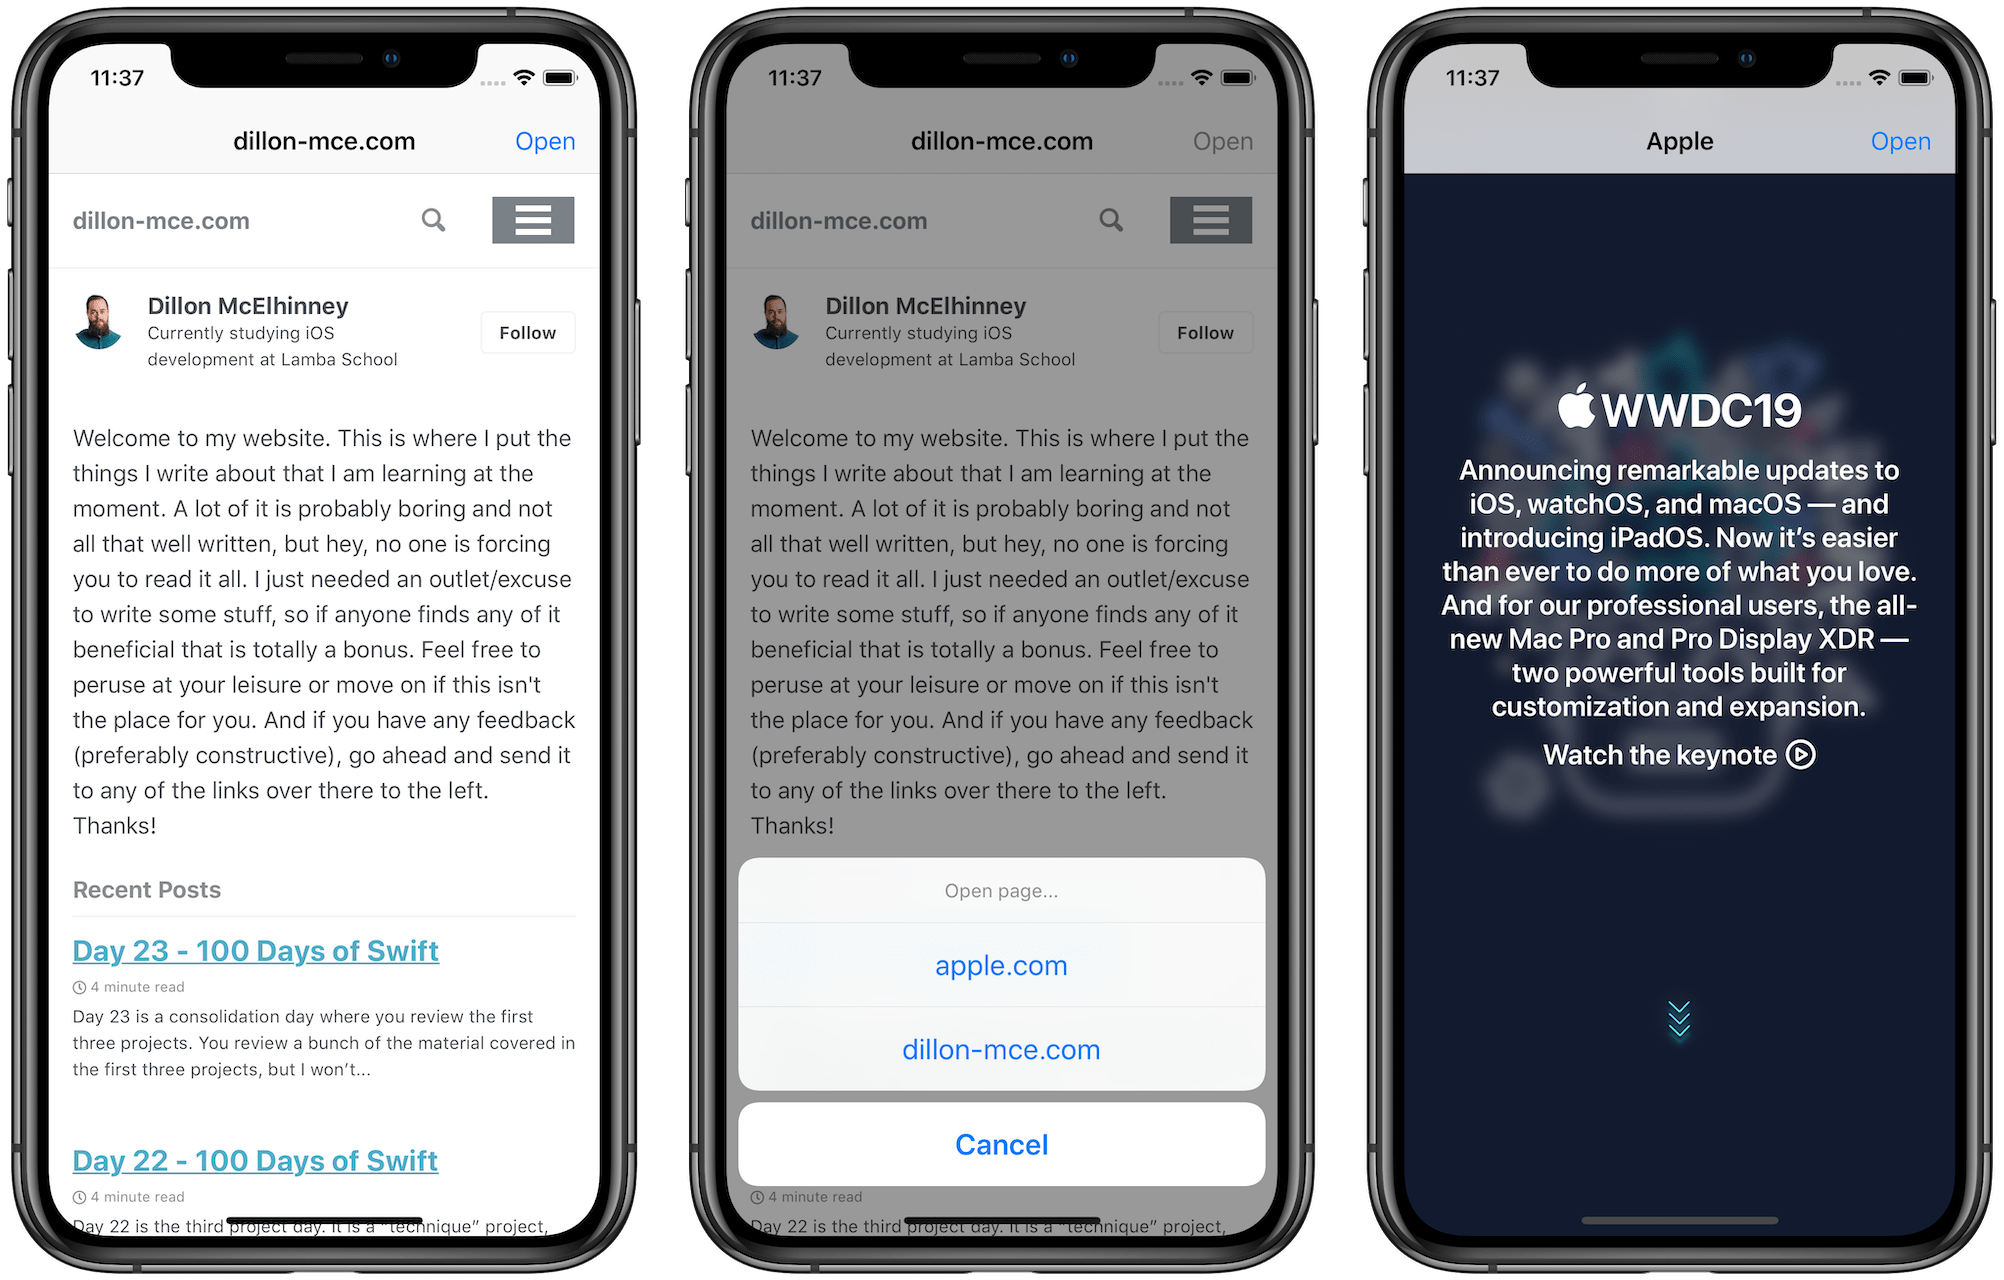 11:37
dillon-mce.com
Open
dillon-mce.com
Dillon McElhinney
Currently studying iOS
development at Lamba School
Follow
Welcome to my website. This is where I put the
things I write about that I am learning at the
moment. A lot of it is probably boring and not
all that well written, but hey, no one is forcing
you to read it all. I just needed an outlet/excuse
to write some stuff, so if anyone finds any of it
beneficial that is totally a bonus. Feel free to
peruse at your leisure or move on if this isn't
the place for you. And if you have any feedback
(preferably constructive), go ahead and send it
to any of the links over there to the left.
Thanks!
Recent Posts
Day 23 - 100 Days of Swift
4 minute read
Day 23 is a consolidation day where you review the first
three projects. You review a bunch of the material covered in
the first three projects, but I won’t...
Day 22 - 100 Days of Swift
4 minute read
Day 22 is the third project day. It is a “technique” project,
11:37
dillon-mce.com
Open
dillon-mce.com
Dillon McElhinney
Currently studying iOS
development at Lamba School
Follow
Welcome to my website. This is where I put the
things I write about that I am learning at the
moment. A lot of it is probably boring and not
all that well written, but hey, no one is forcing
you to read it all. I just needed an outlet/excuse
to write some stuff, so if anyone finds any of it
beneficial that is totally a bonus. Feel free to
peruse at your leisure or move on if this isn't
the place for you. And if you have any feedback
(preferably constructive), go ahead and send it
to any of the links over there to the left.
Thanks!
Open page...
apple.com
dillon-mce.com
Cancel
4 minute read
Day 22 is the third project day. It is a “technique” project,
11:37
Apple
Open
WWDC19
Announcing remarkable updates to
iOS, watchOS, and macOS — and
introducing iPadOS. Now it’s easier
than ever to do more of what you love.
And for our professional users, the all-
new Mac Pro and Pro Display XDR —
two powerful tools built for
customization and expansion.
Watch the keynote